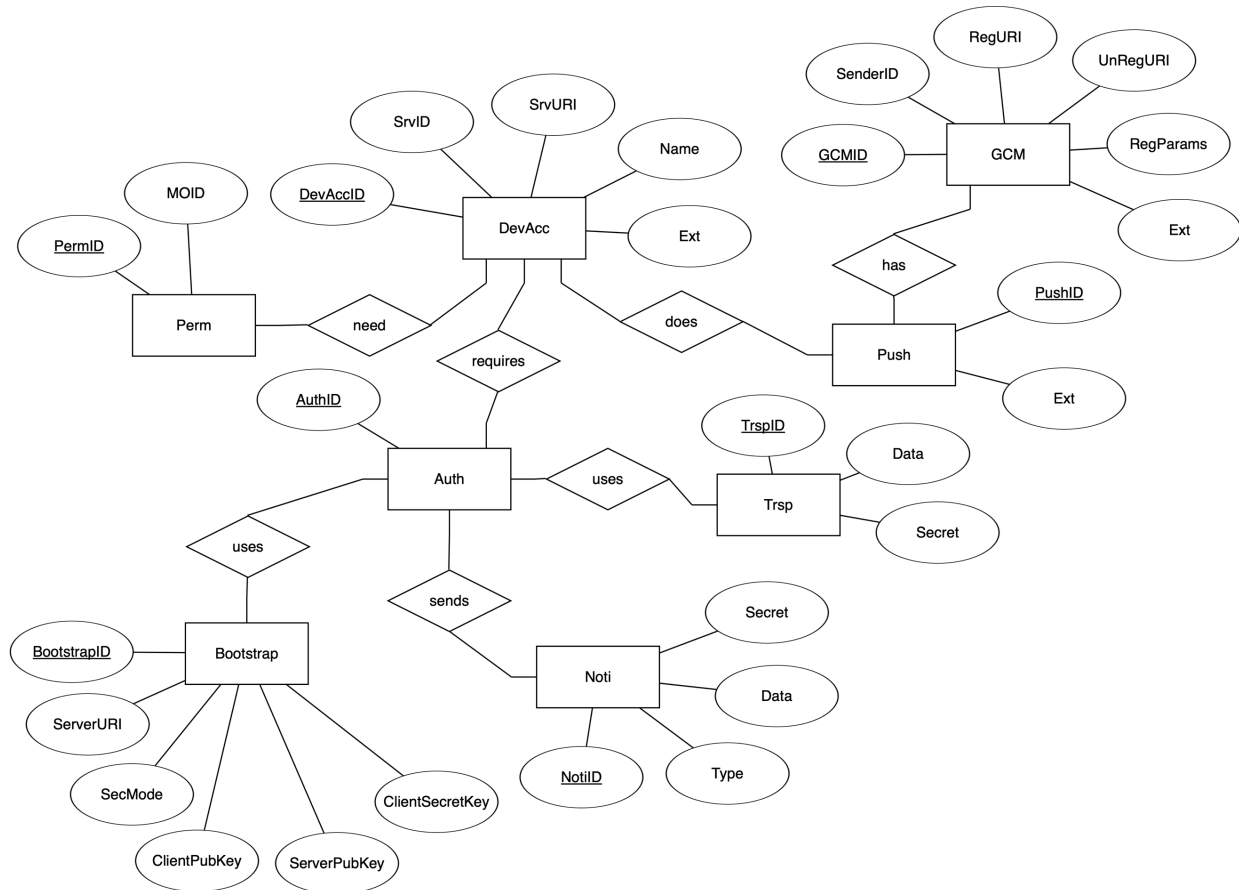 RegURI
UnRegURI
SenderID
SrvURI
SrvID
Name
GCMID
GCM
RegParams
MOID
DevAccID
DevAcc
Ext
Ext
PermID
has
PushID
Perm
need
does
Push
requires
Ext
AuthID
TrspID
Data
Auth
uses
Trsp
Secret
uses
sends
Secret
BootstrapID
Bootstrap
Noti
Data
ServerURI
NotiID
Type
SecMode
ClientSecretKey
ClientPubKey
ServerPubKey